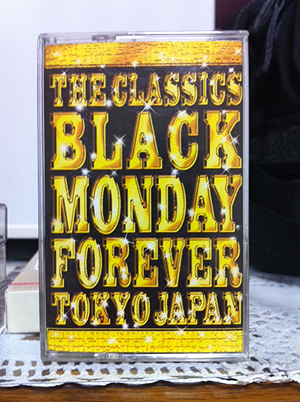 THE CLASSICS
BLACK
MONDAY
FOREVER
TOKYO JAPAN